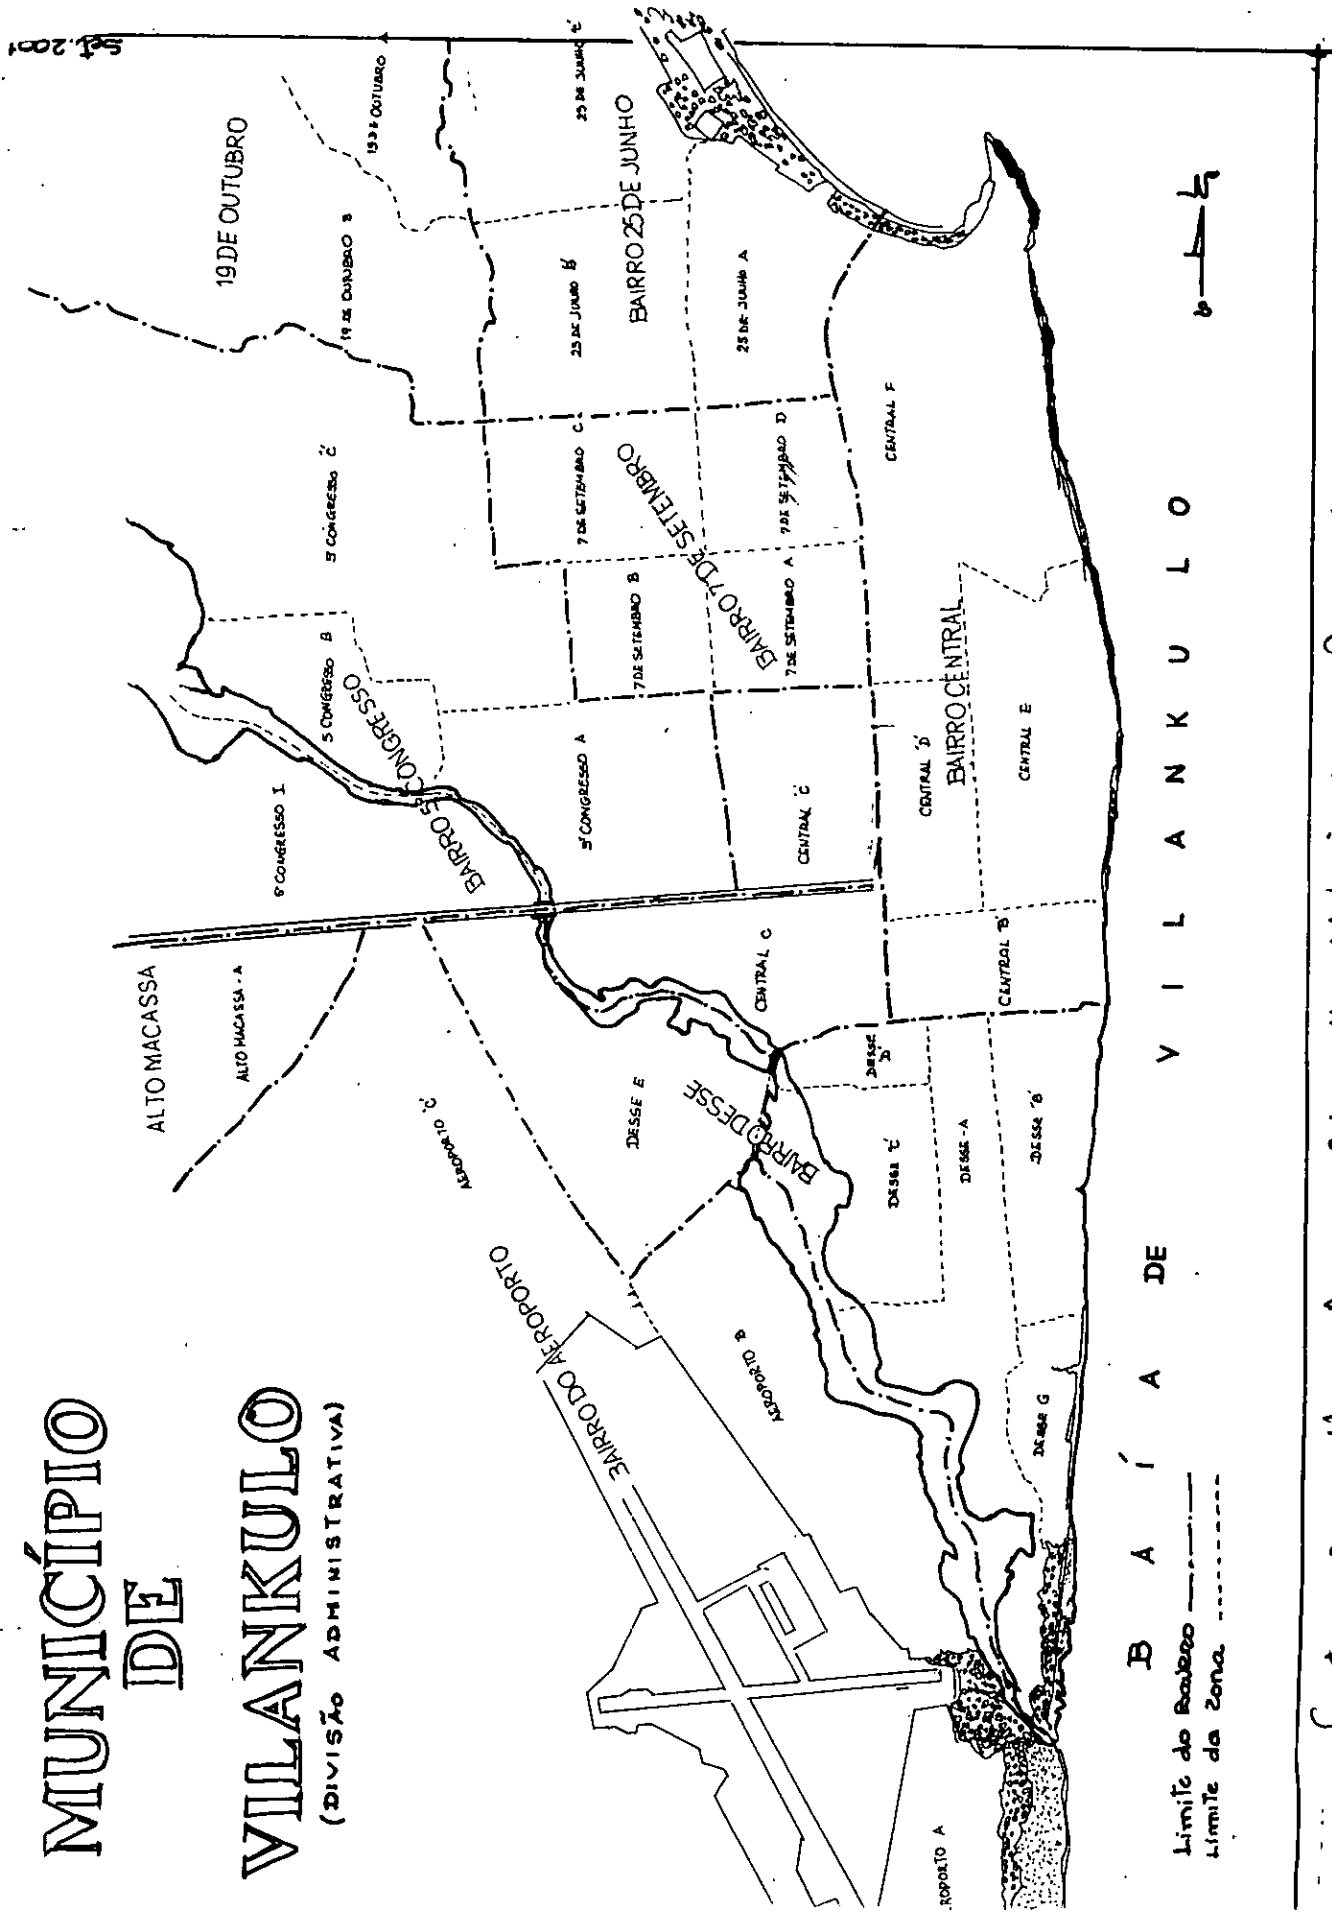 MUNICÍPIO
DE
VILANKULO
(DIVISÃO ADMINISTRATIVA)
Set. 2001
19 DE OUTUBRO
19 DE OUTUBRO
19 DE OUTUBRO B
25 DE JUNHO C
BAIRRO 25 DE JUNHO
25 DE JUNHO B
25 DE JUNHO A
5º CONGRESSO C
5 CONGRESSO B
BAIRRO 5º CONGRESSO
5º CONGRESSO A
5º CONGRESSO I
7 DE SETEMBRO C
7 DE SETEMBRO D
BAIRRO 7 DE SETEMBRO
7 DE SETEMBRO B
7 DE SETEMBRO A
CENTRAL F
BAIRRO CENTRAL
CENTRAL E
CENTRAL D
CENTRAL C
CENTRAL C
CENTRAL B
ALTO MACASSA
ALTO MACASSA - A
AEROPORTO C
DESSE E
BAIRRO DESSE
DESSE D
DESSE C
DESSE - A
DESSE B
DESSE G
BAIRRO DO AEROPORTO
AEROPORTO B
ROPORTO A
BAÍA DE VILANKULO
Limite do Bairro
Limite da Zona